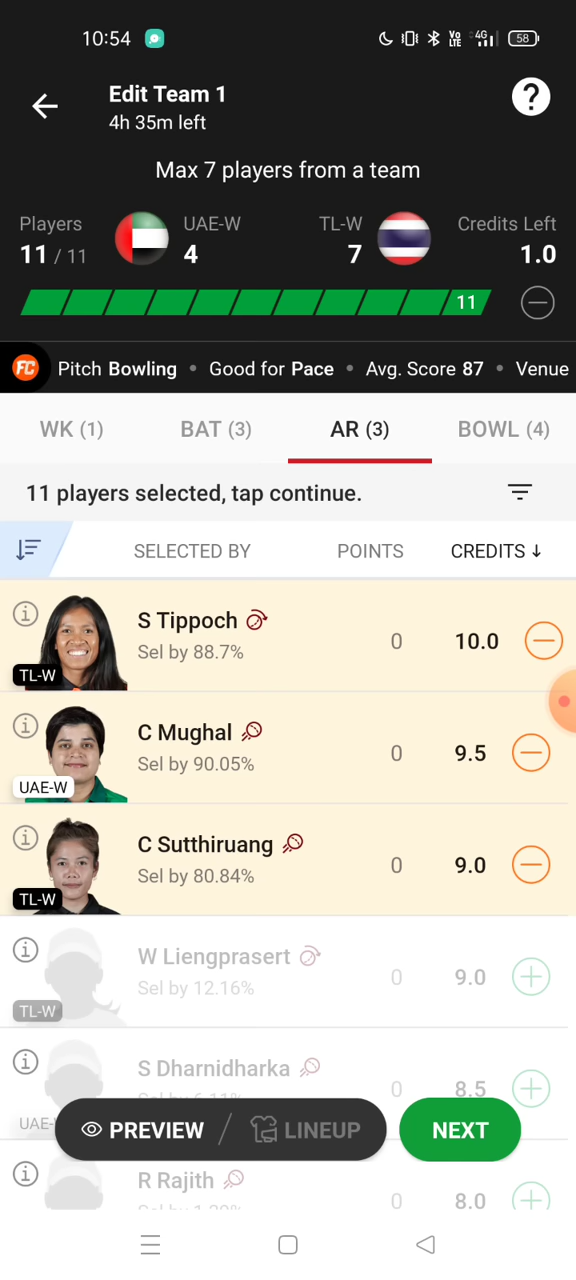 10:54
Vo LTE 4G 58
Edit Team 1
4h 35m left
?
Max 7 players from a team
Players UAE-W TL-W Credits Left
11 / 11 4 7 1.0
11
FC Pitch Bowling • Good for Pace • Avg. Score 87 • Venue
WK (1) BAT (3) AR (3) BOWL (4)
11 players selected, tap continue.
SELECTED BY POINTS CREDITS ↓
S Tippoch
Sel by 88.7%
0 10.0
TL-W
C Mughal
Sel by 90.05%
0 9.5
UAE-W
C Sutthiruang
Sel by 80.84%
0 9.0
TL-W
W Liengprasert
Sel by 12.16%
0 9.0
TL-W
S Dharnidharka
0 8.5
UAE-
PREVIEW / LINEUP NEXT
R Rajith
0 8.0